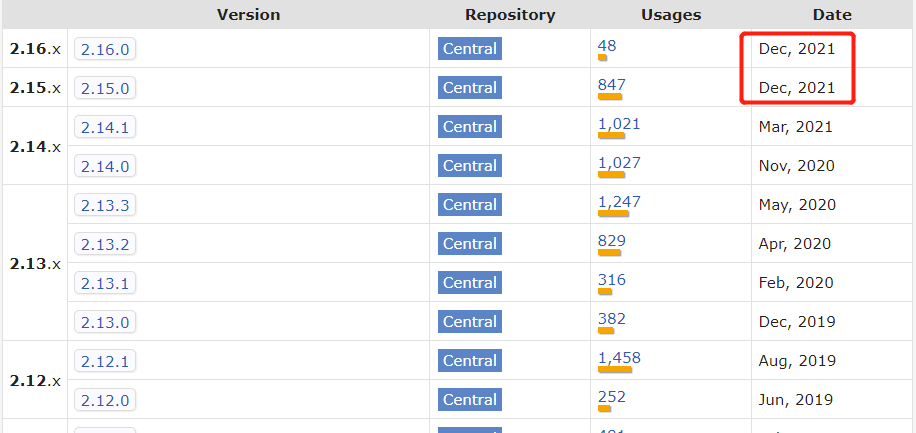 Version Repository Usages Date
2.16.x 2.16.0 Central 48 Dec, 2021
2.15.x 2.15.0 Central 847 Dec, 2021
2.14.x 2.14.1 Central 1,021 Mar, 2021
2.14.0 Central 1,027 Nov, 2020
2.13.x 2.13.3 Central 1,247 May, 2020
2.13.2 Central 829 Apr, 2020
2.13.1 Central 316 Feb, 2020
2.13.0 Central 382 Dec, 2019
2.12.x 2.12.1 Central 1,458 Aug, 2019
2.12.0 Central 252 Jun, 2019